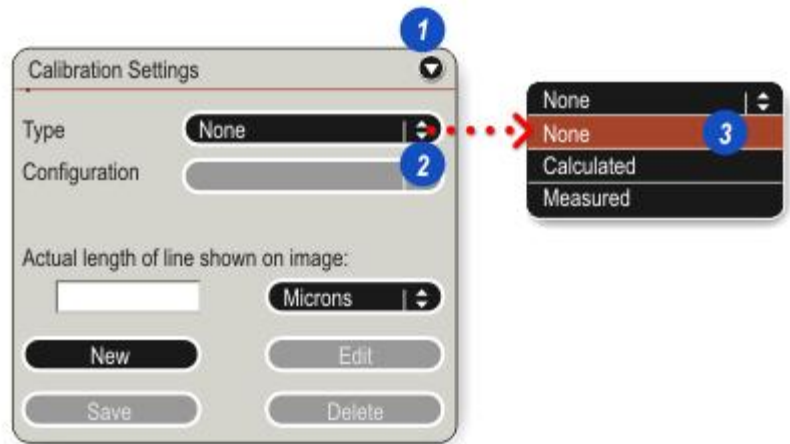 1
Calibration Settings
Type None
2
Configuration
Actual length of line shown on image:
Microns
New Edit
Save Delete
None
None 3
Calculated
Measured